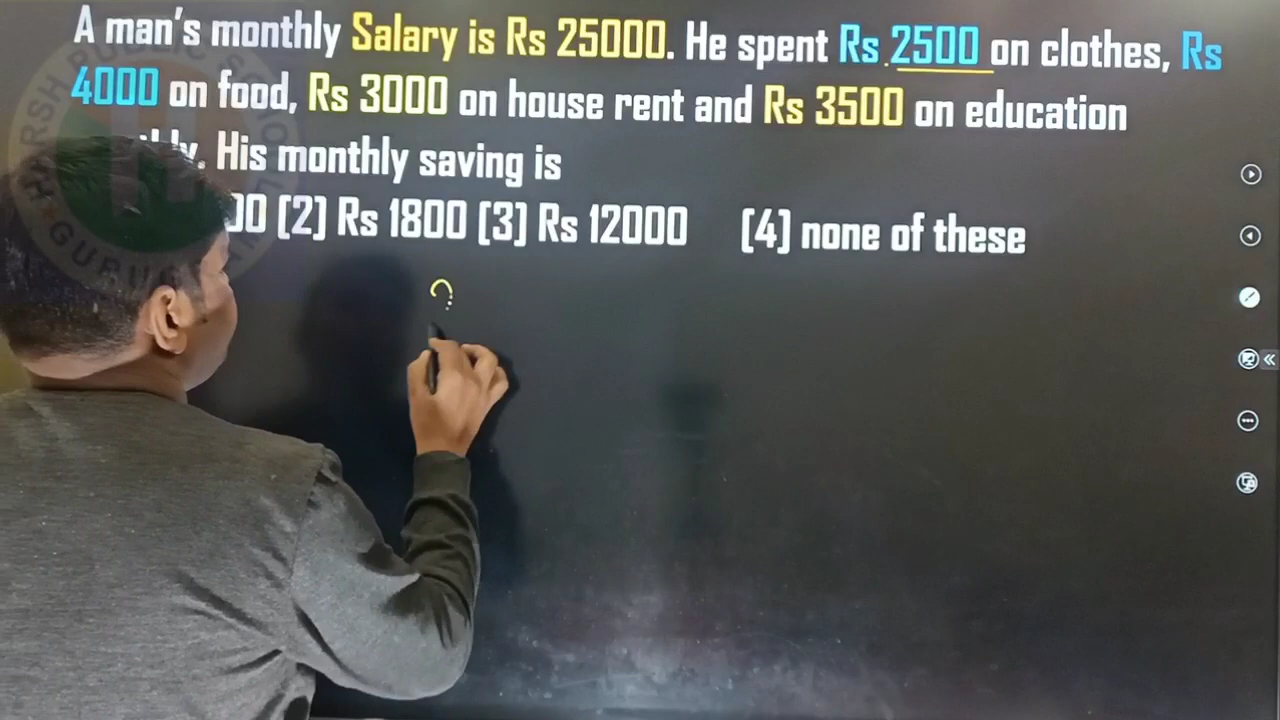 A man's monthly Salary is Rs 25000. He spent Rs 2500 on clothes, Rs
4000 on food, Rs 3000 on house rent and Rs 3500 on education
His monthly saving is
[2] Rs 1800 [3] Rs 12000 [4] none of these
HARSH PUBLIC